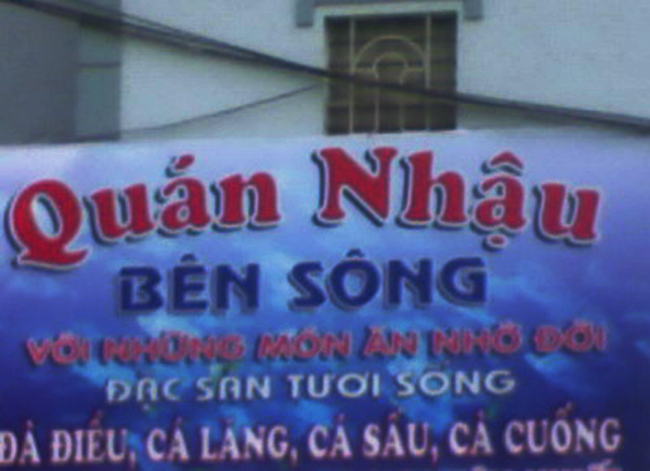 Quán Nhậu
BÊN SÔNG
VỚI NHỮNG MÓN ĂN NHỚ ĐỜI
ĐẶC SẢN TƯƠI SỐNG
ĐÀ ĐIỂU, CÁ LĂNG, CÁ SẤU, CÀ CUỐNG